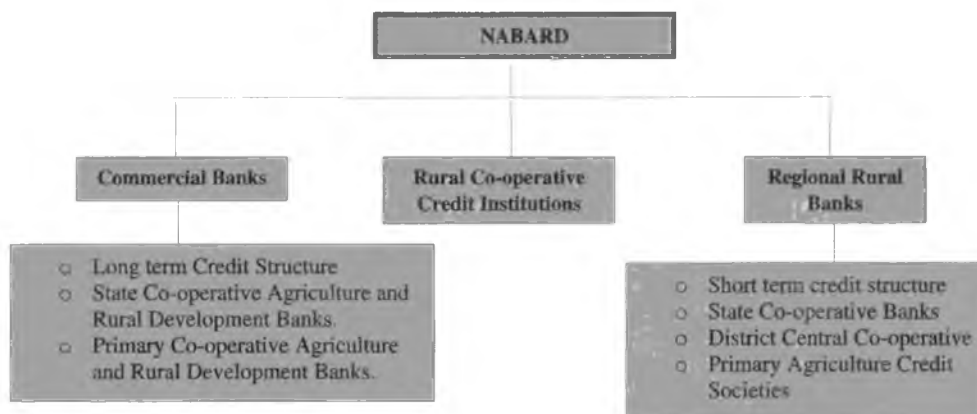 NABARD
Commercial Banks
Rural Co-operative
Credit Institutions
Regional Rural
Banks
o Long term Credit Structure
o State Co-operative Agriculture and
Rural Development Banks.
o Primary Co-operative Agriculture
and Rural Development Banks.
o Short term credit structure
o State Co-operative Banks
o District Central Co-operative
o Primary Agriculture Credit
Societies